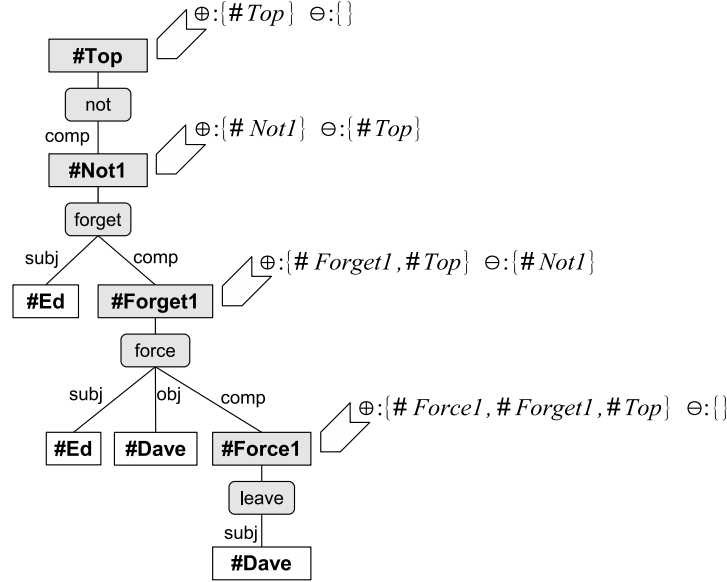 ⊕:{#Top} ⊖:{}
#Top
not
comp
⊕:{#Not1} ⊖:{#Top}
#Not1
forget
subj comp
⊕:{#Forget1,#Top} ⊖:{#Not1}
#Ed #Forget1
force
subj obj comp
⊕:{#Force1,#Forget1,#Top} ⊖:{}
#Ed #Dave #Force1
leave
subj
#Dave